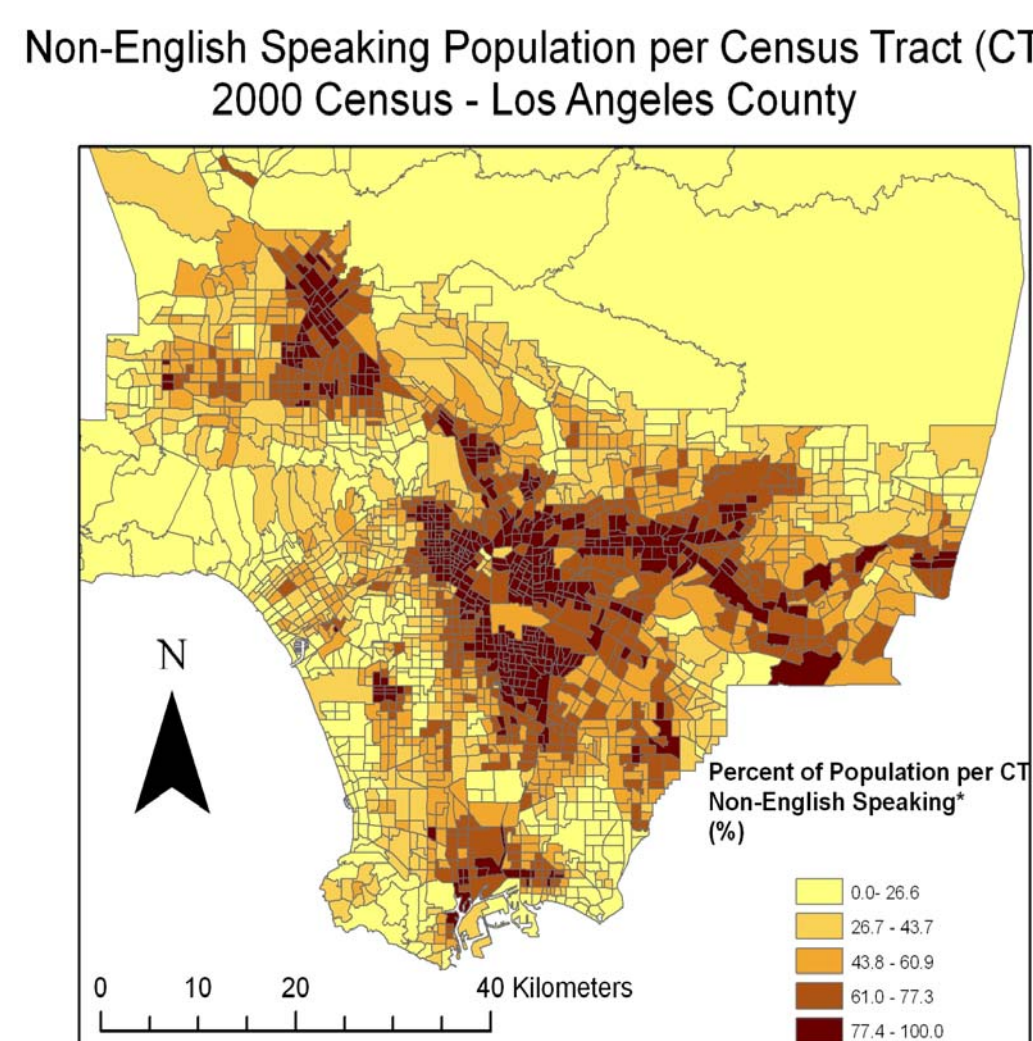 Non-English Speaking Population per Census Tract (CT
2000 Census - Los Angeles County
N
Percent of Population per CT
Non-English Speaking*
(%)
0.0- 26.6
26.7 - 43.7
43.8 - 60.9
61.0 - 77.3
77.4 - 100.0
0 10 20 40 Kilometers